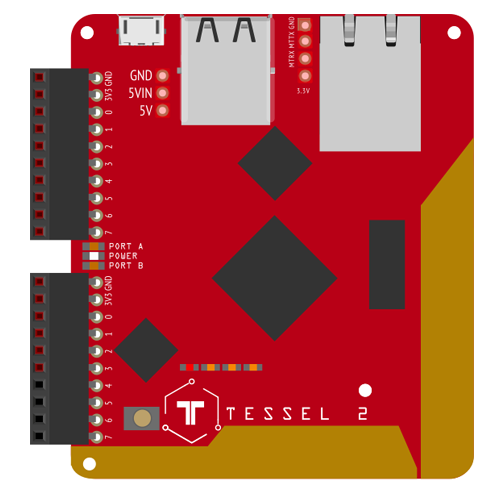 GND
5VIN
5V
GND
MTTX
MTRX
3.3V
GND
3V3
0
1
2
3
4
5
6
7
PORT A
POWER
PORT B
GND
3V3
0
1
2
3
4
5
6
7
TESSEL 2